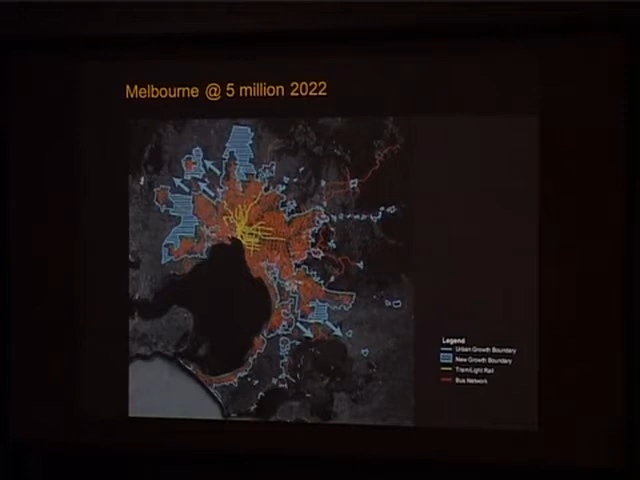 Melbourne @ 5 million 2022
Legend
Urban Growth Boundary
New Growth Boundary
Tram/Light Rail
Bus Network